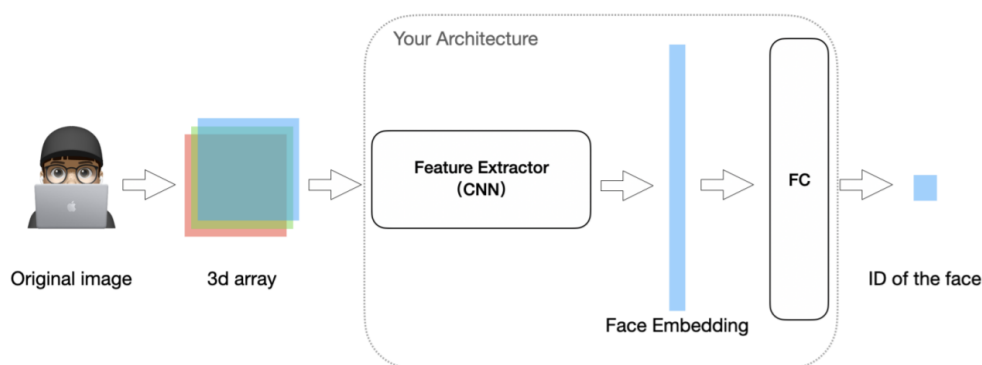 Your Architecture
Feature Extractor
(CNN)
FC
Original image
3d array
ID of the face
Face Embedding